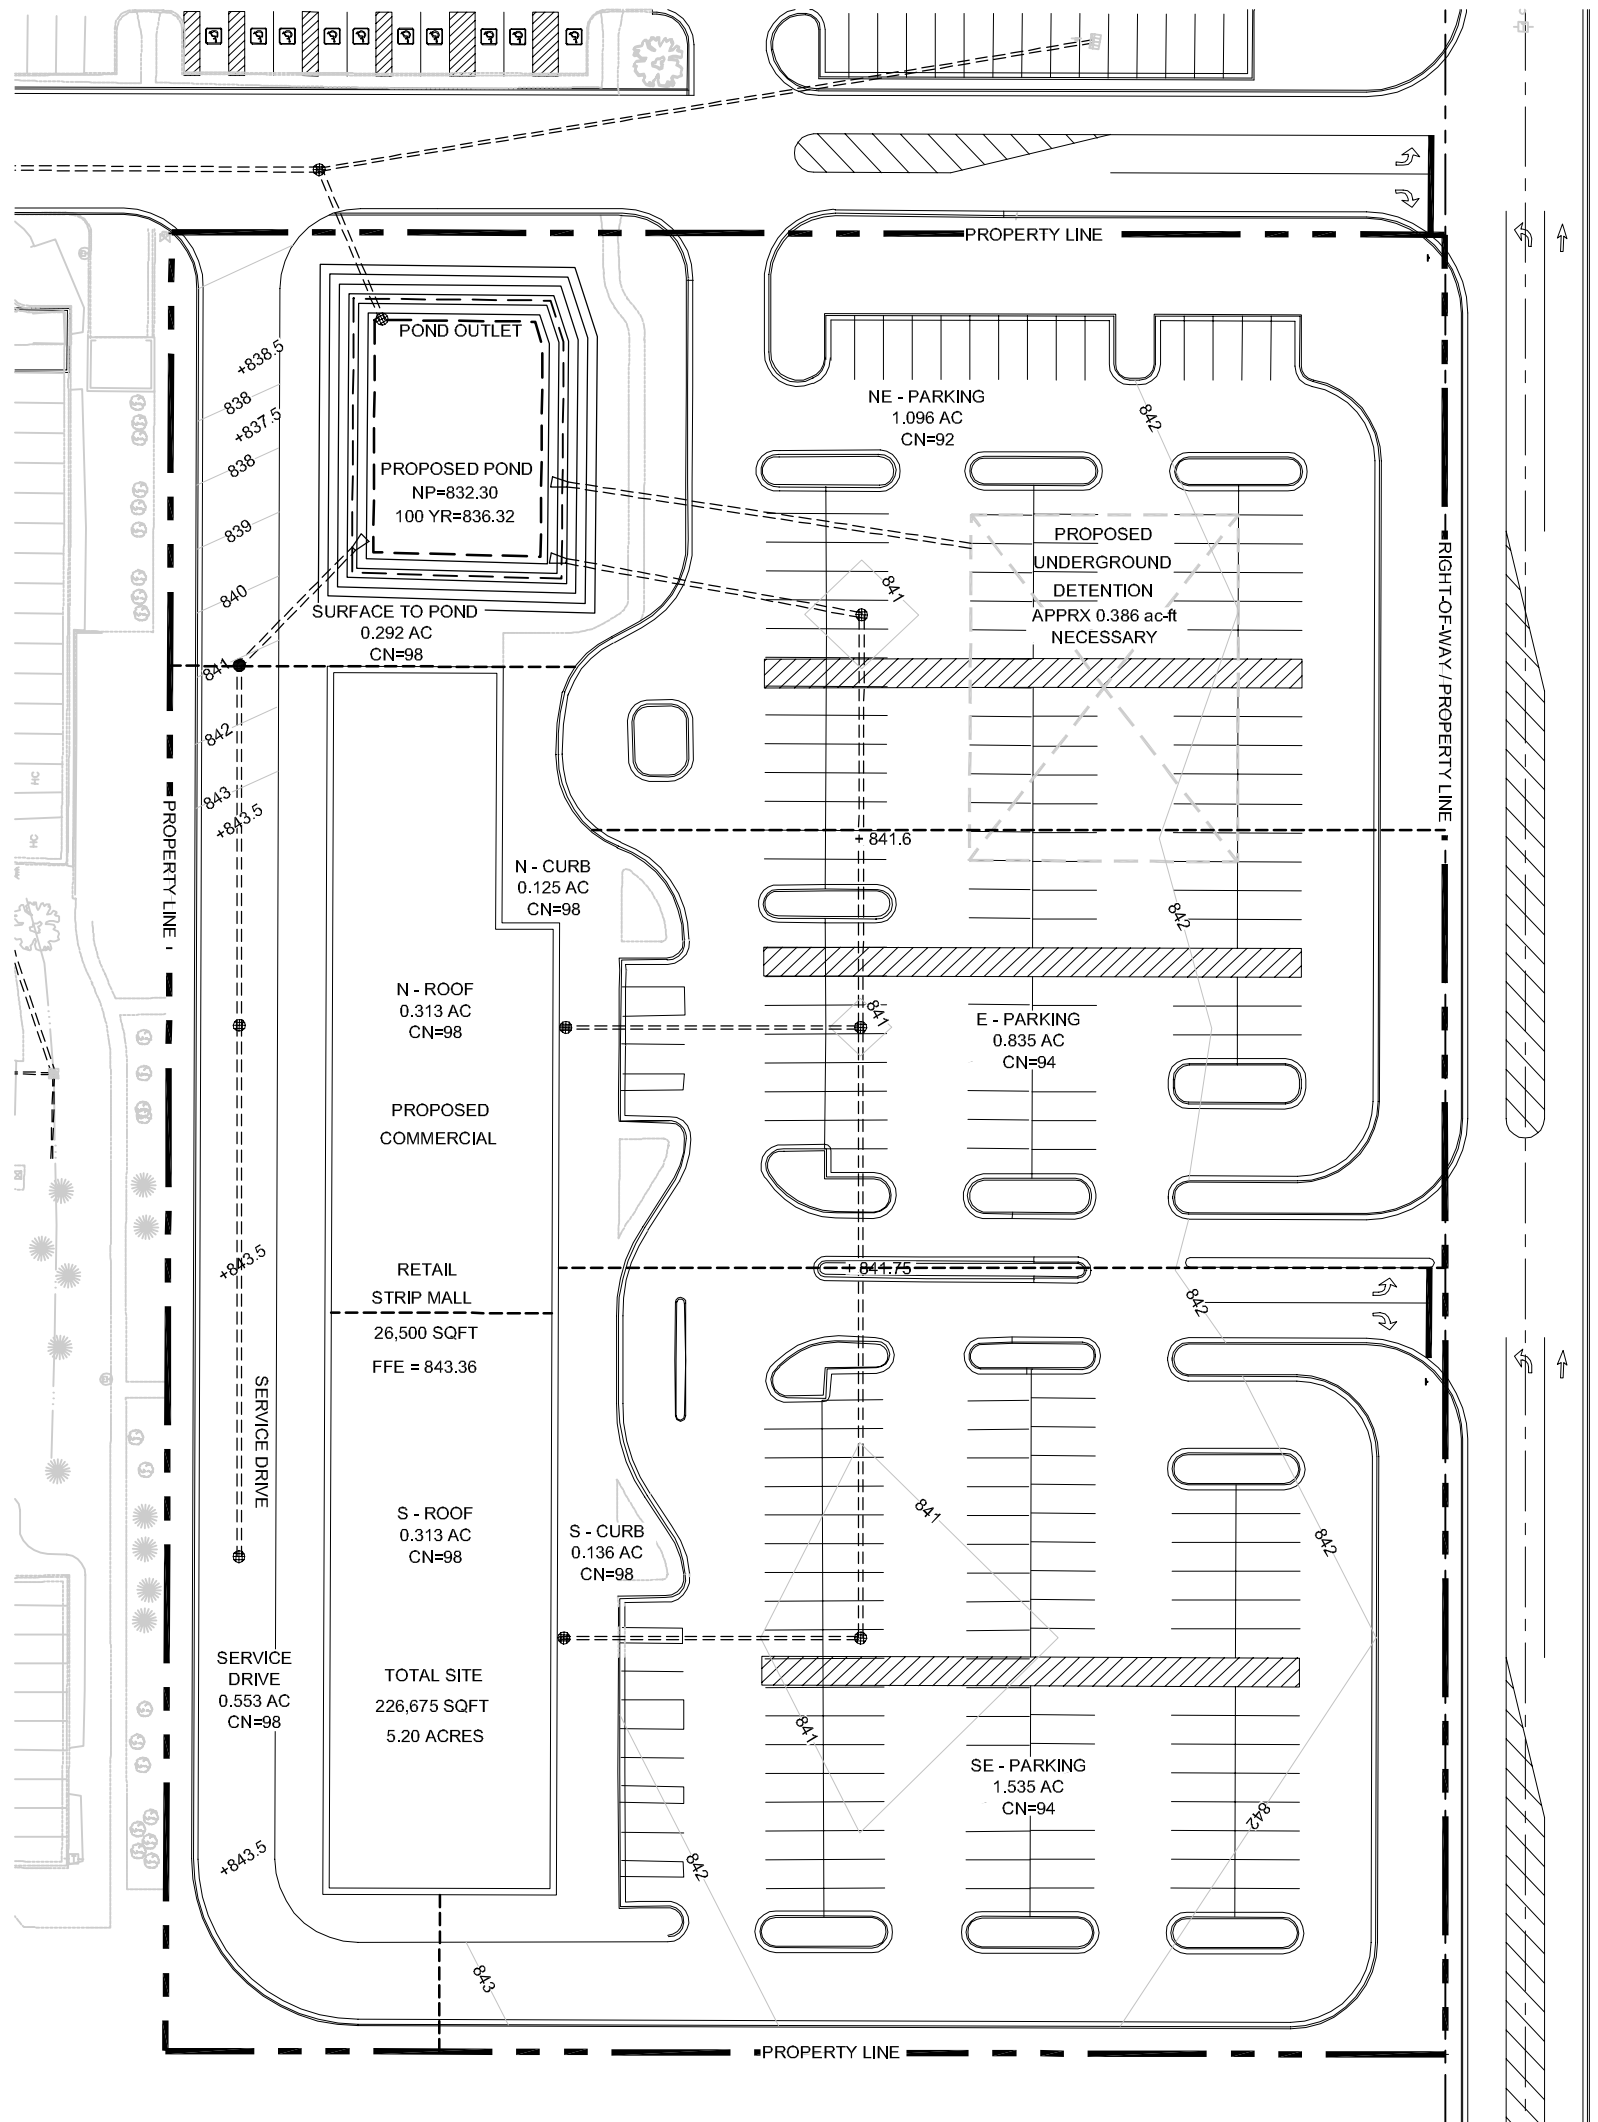 PROPERTY LINE
POND OUTLET
+838.5
838
+837.5
838
839
840
841
842
843
+843.5
NE - PARKING
1.096 AC
CN=92
842
PROPOSED POND
NP=832.30
100 YR=836.32
PROPOSED
UNDERGROUND
DETENTION
APPRX 0.386 ac-ft
NECESSARY
841
SURFACE TO POND
0.292 AC
CN=98
RIGHT-OF-WAY / PROPERTY LINE
PROPERTY LINE
HC
HC
+ 841.6
N - CURB
0.125 AC
CN=98
842
N - ROOF
0.313 AC
CN=98
841
E - PARKING
0.835 AC
CN=94
PROPOSED
COMMERCIAL
+843.5
RETAIL
STRIP MALL
26,500 SQFT
FFE = 843.36
+ 841.75
842
SERVICE DRIVE
S - ROOF
0.313 AC
CN=98
S - CURB
0.136 AC
CN=98
841
842
SERVICE
DRIVE
0.553 AC
CN=98
TOTAL SITE
226,675 SQFT
5.20 ACRES
841
SE - PARKING
1.535 AC
CN=94
842
+843.5
842
843
PROPERTY LINE